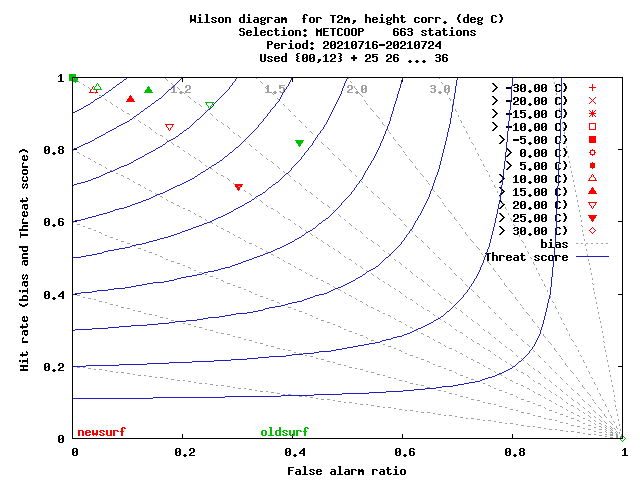 Wilson diagram for T2m, height corr. (deg C)
Selection: METCOOP 663 stations
Period: 20210716-20210724
Used {00,12} + 25 26 ... 36
1
0.8
0.6
0.4
0.2
0
Hit rate (bias and Threat score)
1.2
1.5
2.0
3.0
> -30.00 C)
> -20.00 C)
> -15.00 C)
> -10.00 C)
> -5.00 C)
> 0.00 C)
> 5.00 C)
> 10.00 C)
> 15.00 C)
> 20.00 C)
> 25.00 C)
> 30.00 C)
bias
Threat score
newsurf
oldsurf
0
0.2
0.4
0.6
0.8
1
False alarm ratio